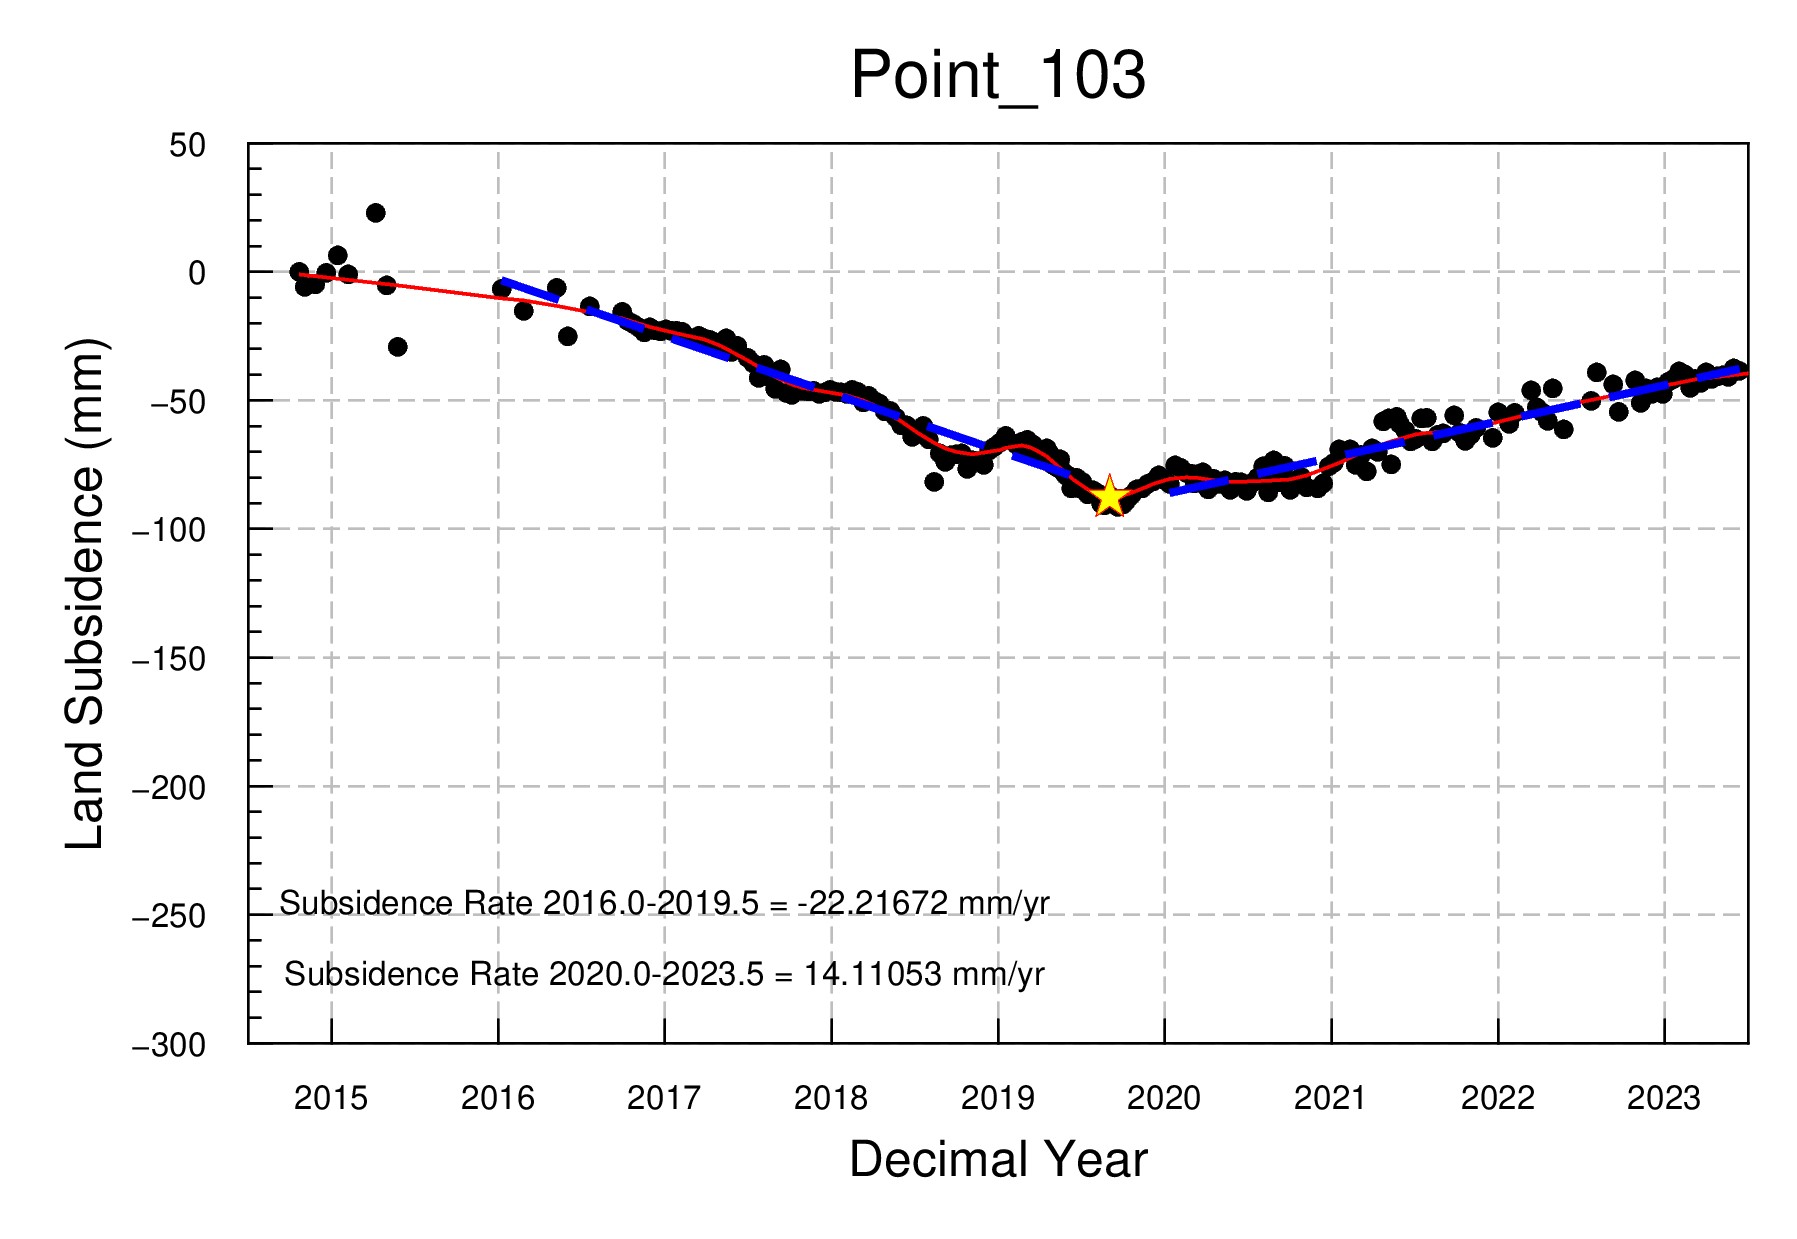 Point_103
50
0
−50
−100
−150
−200
−250
−300
Land Subsidence (mm)
Subsidence Rate 2016.0-2019.5 = -22.21672 mm/yr
Subsidence Rate 2020.0-2023.5 = 14.11053 mm/yr
2015 2016 2017 2018 2019 2020 2021 2022 2023
Decimal Year